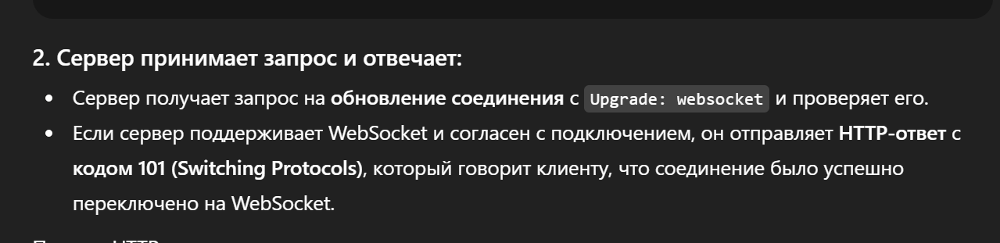 2. Сервер принимает запрос и отвечает:
• Сервер получает запрос на обновление соединения с Upgrade: websocket и проверяет его.
• Если сервер поддерживает WebSocket и согласен с подключением, он отправляет HTTP-ответ с
кодом 101 (Switching Protocols), который говорит клиенту, что соединение было успешно
переключено на WebSocket.